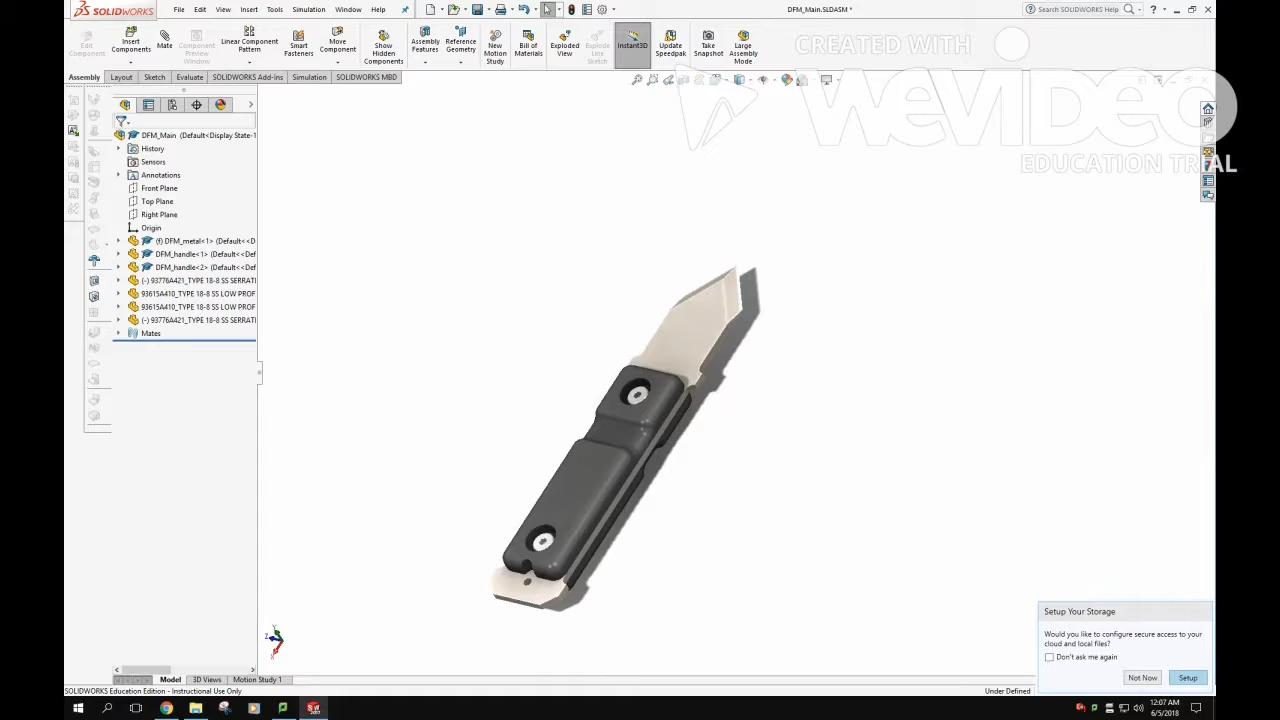 SOLIDWORKS
File Edit View Insert Tools Simulation Window Help
DFM_Main.SLDASM *
Search SOLIDWORKS Help
Edit Component
Insert Components
Mate
Component Preview Window
Linear Component Pattern
Smart Fasteners
Move Component
Show Hidden Components
Assembly Features
Reference Geometry
New Motion Study
Bill of Materials
Exploded View
Explode Line Sketch
Instant3D
Update Speedpak
Take Snapshot
Large Assembly Mode
CREATED WITH
WEVIDEO
EDUCATION TRIAL
Assembly Layout Sketch Evaluate SOLIDWORKS Add-Ins Simulation SOLIDWORKS MBD
DFM_Main (Default<Display State-1
History
Sensors
Annotations
Front Plane
Top Plane
Right Plane
Origin
(f) DFM_metal<1> (Default<<D
DFM_handle<1> (Default<<Def
DFM_handle<2> (Default<<Def
(-) 93776A421_TYPE 18-8 SS SERRATI
93615A410_TYPE 18-8 SS LOW PROF
93615A410_TYPE 18-8 SS LOW PROF
(-) 93776A421_TYPE 18-8 SS SERRATI
Mates
Y
Z
X
Setup Your Storage
Would you like to configure secure access to your
cloud and local files?
Don't ask me again
Not Now Setup
Model 3D Views Motion Study 1
SOLIDWORKS Education Edition - Instructional Use Only
Under Defined
12:07 AM
6/5/2018